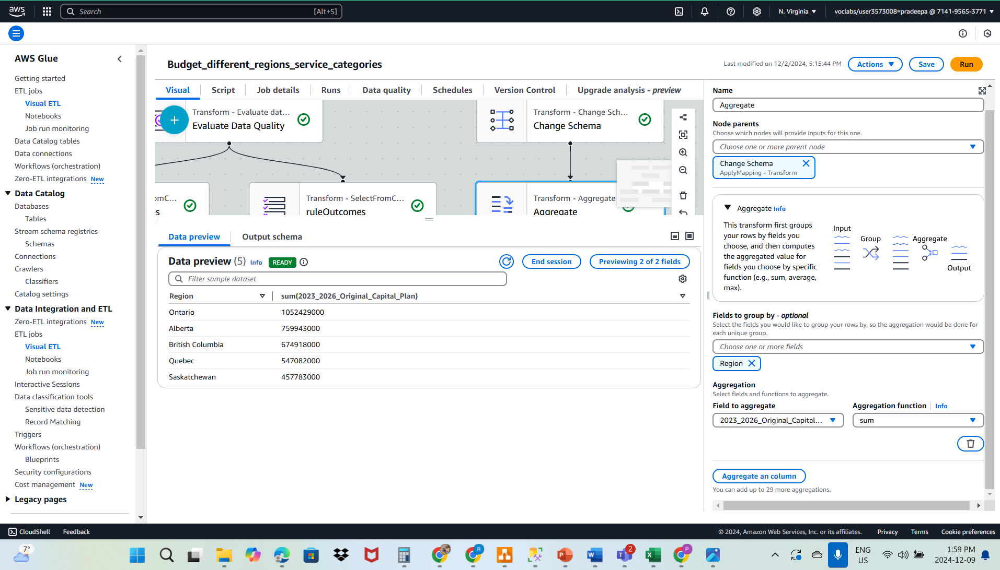 aws
Search
[Alt+S]
N. Virginia
voclabs/user3573008=pradeepa @ 7141-9565-3771
AWS Glue
Getting started
ETL jobs
Visual ETL
Notebooks
Job run monitoring
Data Catalog tables
Data connections
Workflows (orchestration)
Zero-ETL integrations New
Data Catalog
Databases
Tables
Stream schema registries
Schemas
Connections
Crawlers
Classifiers
Catalog settings
Data Integration and ETL
Zero-ETL integrations New
ETL jobs
Visual ETL
Notebooks
Job run monitoring
Interactive Sessions
Data classification tools
Sensitive data detection
Record Matching
Triggers
Workflows (orchestration)
Blueprints
Security configurations
Cost management New
Legacy pages
Budget_different_regions_service_categories
Last modified on 12/2/2024, 5:15:44 PM
Actions
Save
Run
Visual
Script
Job details
Runs
Data quality
Schedules
Version Control
Upgrade analysis - preview
Transform - Evaluate dat...
Evaluate Data Quality
Transform - Change Sch...
Change Schema
omC...
es
Transform - SelectFromC...
ruleOutcomes
Transform - Aggregate
Aggregate
Data preview
Output schema
Data preview (5) Info READY
End session
Previewing 2 of 2 fields
Filter sample dataset
Region sum(2023_2026_Original_Capital_Plan)
Ontario 1052429000
Alberta 759943000
British Columbia 674918000
Quebec 547082000
Saskatchewan 457783000
Name
Aggregate
Node parents
Choose which nodes will provide inputs for this one.
Choose one or more parent node
Change Schema
ApplyMapping - Transform
Aggregate Info
This transform first groups
your rows by fields you
choose, and then computes
the aggregated value for
fields you choose by specific
function (e.g., sum, average,
max).
Input
Group
Aggregate
Output
Fields to group by - optional
Select the fields you would like to group your rows by, so the aggregation would be done for
each unique group.
Choose one or more fields
Region
Aggregation
Select fields and functions to aggregate.
Field to aggregate
Aggregation function Info
2023_2026_Original_Capital...
sum
Aggregate an column
You can add up to 29 more aggregations.
CloudShell
Feedback
© 2024, Amazon Web Services, Inc. or its affiliates.
Privacy
Terms
Cookie preferences
7°
R
P
W
T
2
X
P
ENG
US
1:59 PM
2024-12-09